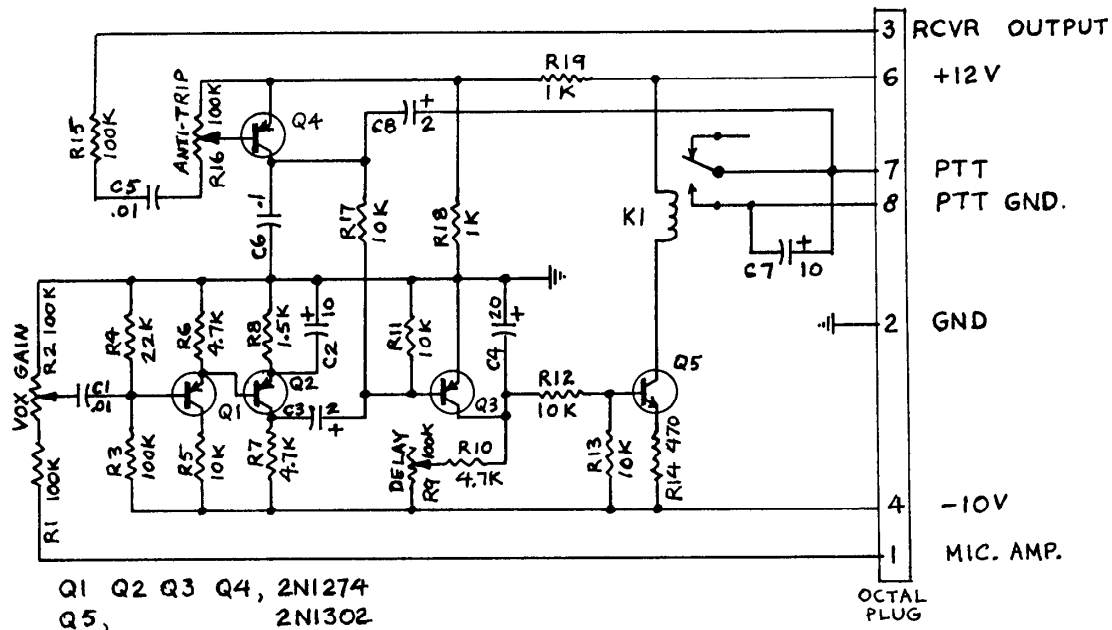 3 RCVR OUTPUT
R19
1K
6 +12V
R15
100K
ANTI-TRIP
R16 100K
Q4
C8
+
2
C5
.01
7 PTT
8 PTT GND.
.1
C6
R17
10K
R18
1K
K1
+
C7 10
R2 100K
VOX GAIN
R4
22K
R6
4.7K
R8
1.5K
+
10
C2
R11
10K
20
+
C4
2 GND
C1
.01
Q1
Q2
C3 2
+
Q3
R12
10K
Q5
R1 100K
R3
100K
R5
10K
R7
4.7K
DELAY
R9 100K
R10
4.7K
R13
10K
R14 470
4 -10V
1 MIC. AMP.
Q1 Q2 Q3 Q4, 2N1274
Q5, 2N1302
OCTAL
PLUG